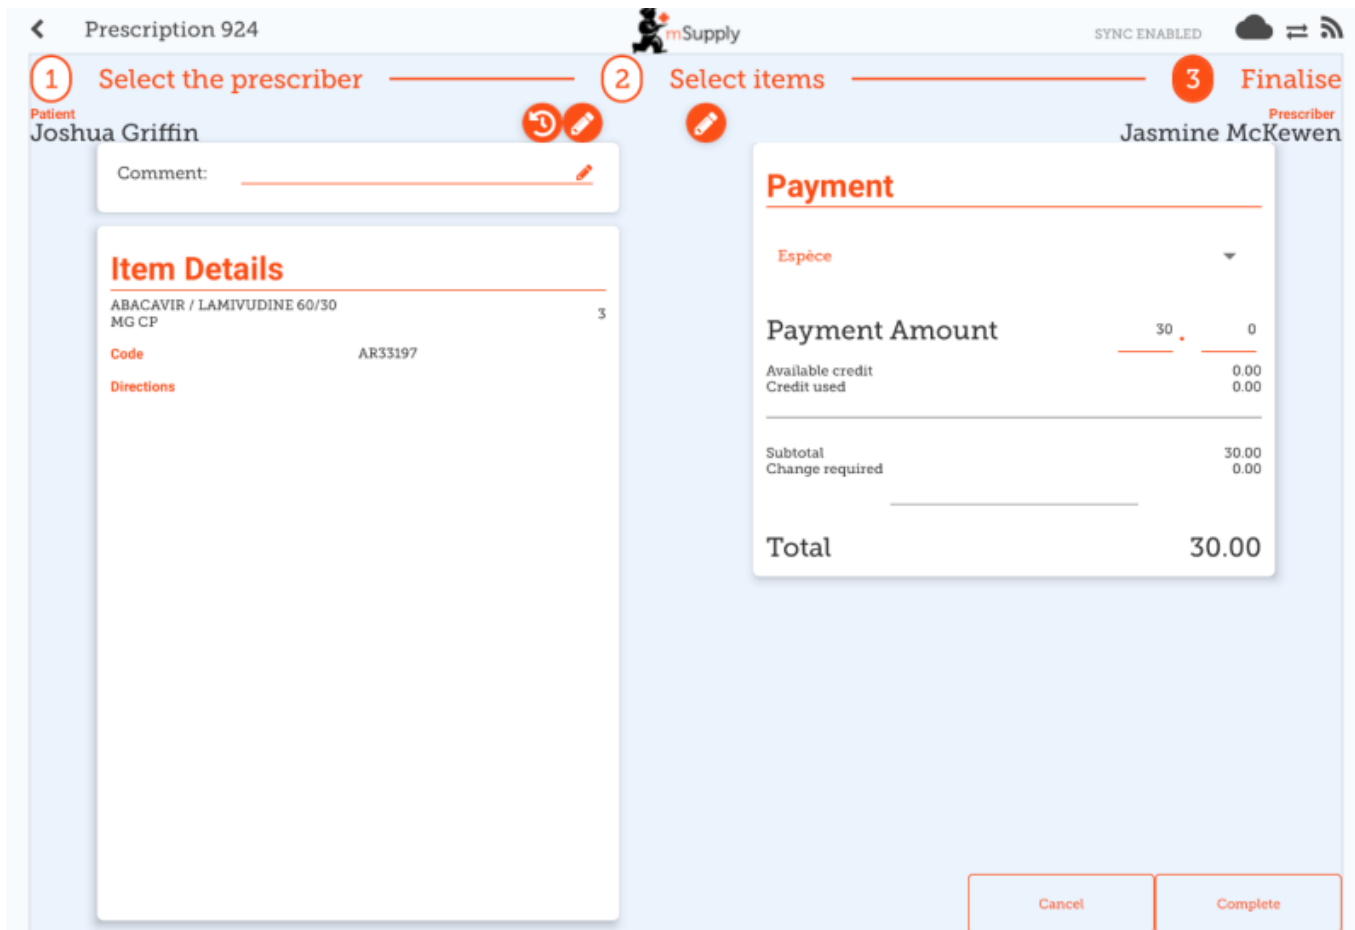 Prescription 924
mSupply
SYNC ENABLED
1 Select the prescriber
2 Select items
3 Finalise
Patient
Joshua Griffin
Prescriber
Jasmine McKewen
Comment:
Item Details
ABACAVIR / LAMIVUDINE 60/30
MG CP
3
Code AR33197
Directions
Payment
Espèce
Payment Amount 30 . 0
Available credit 0.00
Credit used 0.00
Subtotal 30.00
Change required 0.00
Total 30.00
Cancel
Complete